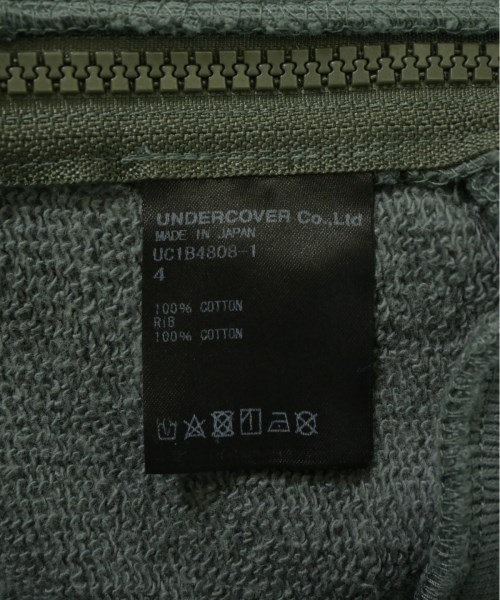 UNDERCOVER Co.,Ltd
MADE IN JAPAN
UC1B4808-1
4
100% COTTON
RIB
100% COTTON